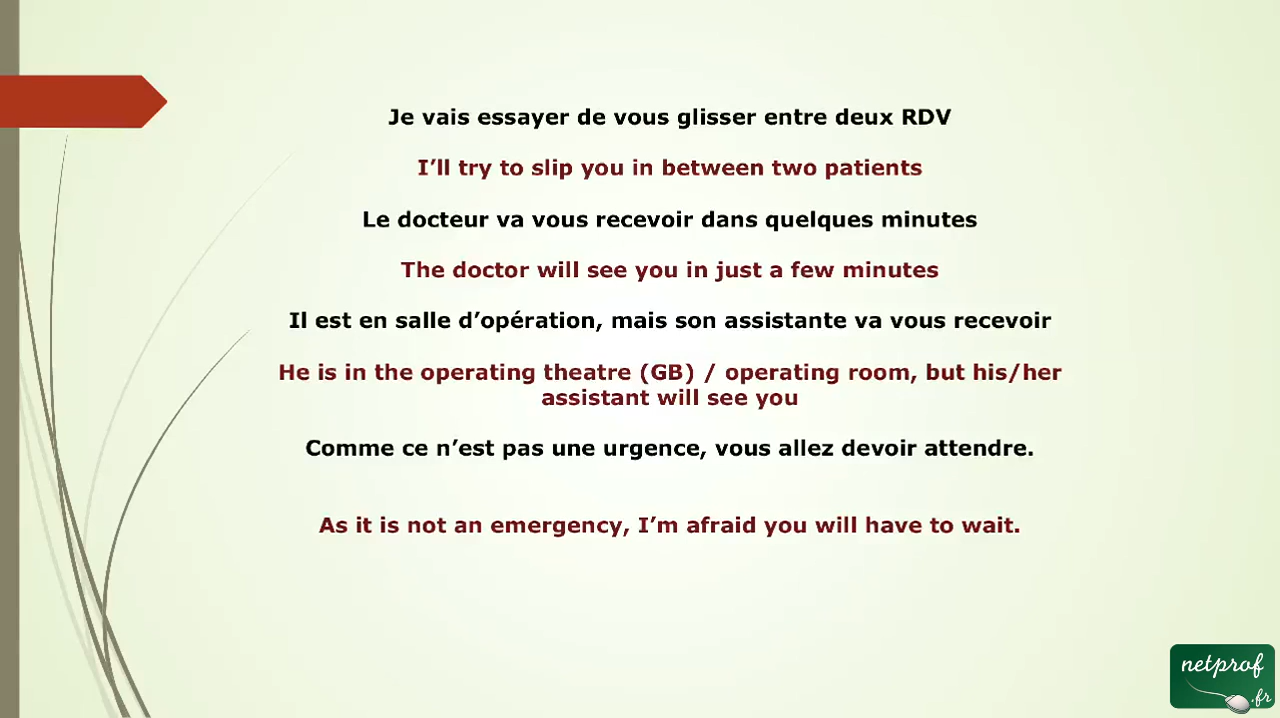 Je vais essayer de vous glisser entre deux RDV
I’ll try to slip you in between two patients
Le docteur va vous recevoir dans quelques minutes
The doctor will see you in just a few minutes
Il est en salle d’opération, mais son assistante va vous recevoir
He is in the operating theatre (GB) / operating room, but his/her
assistant will see you
Comme ce n’est pas une urgence, vous allez devoir attendre.
As it is not an emergency, I’m afraid you will have to wait.
netprof
.fr